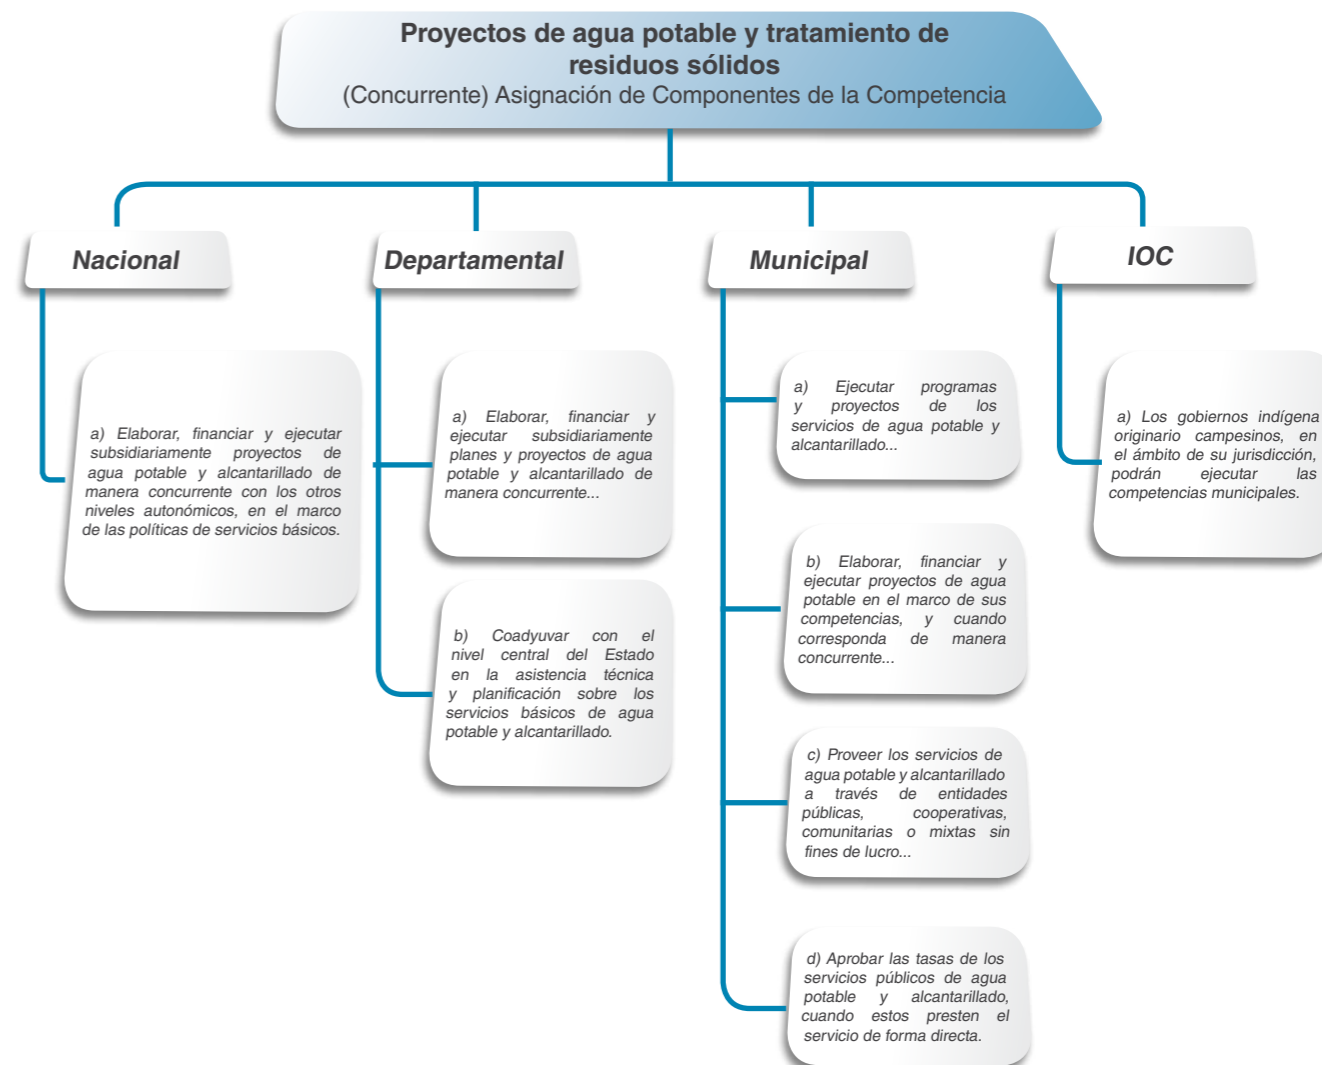 Proyectos de agua potable y tratamiento de
residuos sólidos
(Concurrente) Asignación de Componentes de la Competencia
Nacional
a) Elaborar, financiar y ejecutar
subsidiariamente proyectos de
agua potable y alcantarillado de
manera concurrente con los otros
niveles autonómicos, en el marco
de las políticas de servicios básicos.
Departamental
a) Elaborar, financiar y
ejecutar subsidiariamente
planes y proyectos de agua
potable y alcantarillado de
manera concurrente...
b) Coadyuvar con el
nivel central del Estado
en la asistencia técnica
y planificación sobre los
servicios básicos de agua
potable y alcantarillado.
Municipal
a) Ejecutar programas
y proyectos de los
servicios de agua potable y
alcantarillado...
b) Elaborar, financiar y
ejecutar proyectos de agua
potable en el marco de sus
competencias, y cuando
corresponda de manera
concurrente...
c) Proveer los servicios de
agua potable y alcantarillado
a través de entidades
públicas, cooperativas,
comunitarias o mixtas sin
fines de lucro...
d) Aprobar las tasas de los
servicios públicos de agua
potable y alcantarillado,
cuando estos presten el
servicio de forma directa.
IOC
a) Los gobiernos indígena
originario campesinos, en
el ámbito de su jurisdicción,
podrán ejecutar las
competencias municipales.